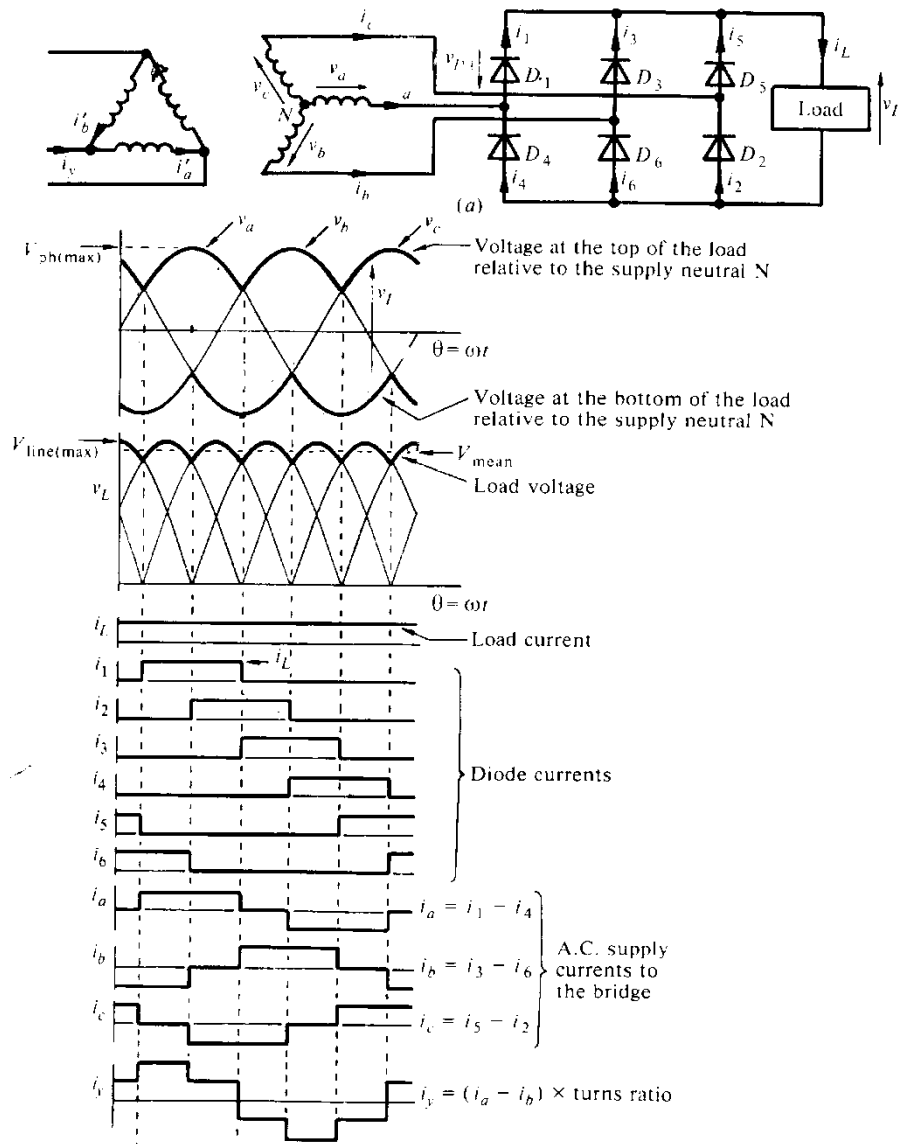 i_c
i_1
i_3
i_5
i_L
v_a
D_1
D_3
D_5
v_c
N
a
Load
i'_b
v_b
D_4
D_6
D_2
i_y
i'_a
i_b
i_4
i_6
i_2
(a)
V_ph(max)
v_a
v_b
v_c
Voltage at the top of the load
relative to the supply neutral N
θ = ωt
Voltage at the bottom of the load
relative to the supply neutral N
V_line(max)
V_mean
v_L
Load voltage
θ = ωt
i_L
Load current
i_1
i_L
i_2
i_3
i_4
Diode currents
i_5
i_6
i_a
i_a = i_1 − i_4
A.C. supply
currents to
the bridge
i_b
i_b = i_3 − i_6
i_c
i_c = i_5 − i_2
i_y
i_y = (i_a − i_b) × turns ratio